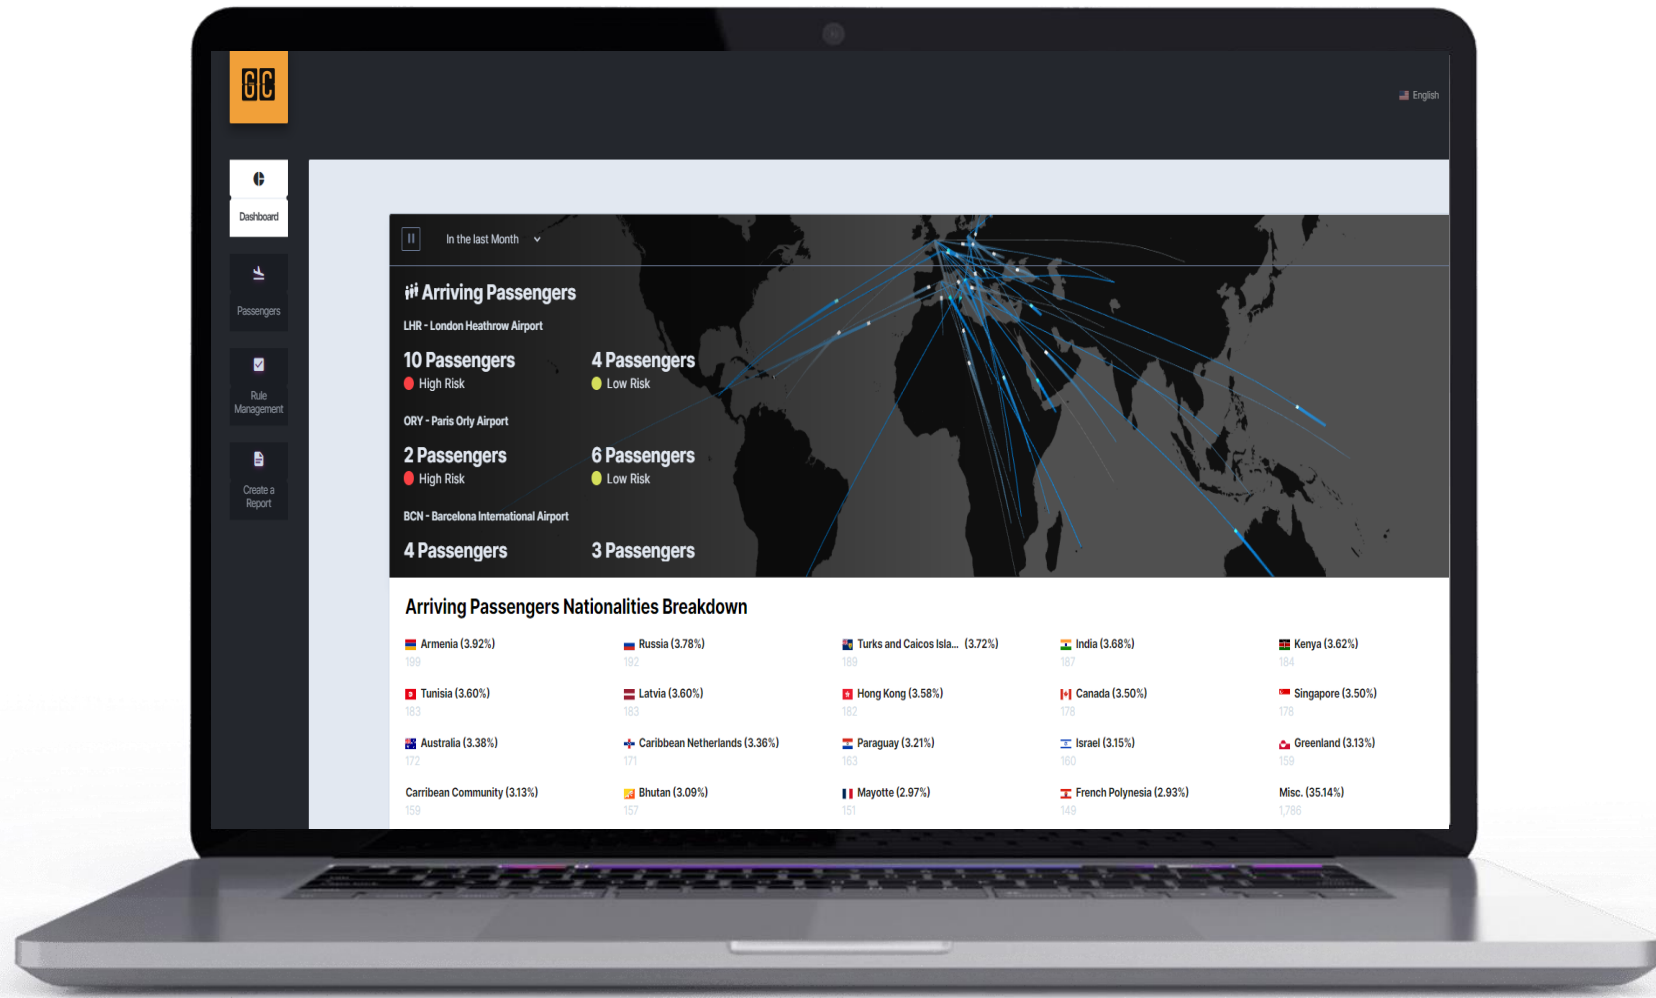 GC
English
Dashboard
Passengers
Rule
Management
Create a
Report
In the last Month
Arriving Passengers
LHR - London Heathrow Airport
10 Passengers
4 Passengers
High Risk
Low Risk
ORY - Paris Orly Airport
2 Passengers
6 Passengers
High Risk
Low Risk
BCN - Barcelona International Airport
4 Passengers
3 Passengers
Arriving Passengers Nationalities Breakdown
Armenia (3.92%)
199
Russia (3.78%)
192
Turks and Caicos Isla... (3.72%)
189
India (3.68%)
187
Kenya (3.62%)
184
Tunisia (3.60%)
183
Latvia (3.60%)
183
Hong Kong (3.58%)
182
Canada (3.50%)
178
Singapore (3.50%)
178
Australia (3.38%)
172
Caribbean Netherlands (3.36%)
171
Paraguay (3.21%)
163
Israel (3.15%)
160
Greenland (3.13%)
159
Carribean Community (3.13%)
159
Bhutan (3.09%)
157
Mayotte (2.97%)
151
French Polynesia (2.93%)
149
Misc. (35.14%)
1,786